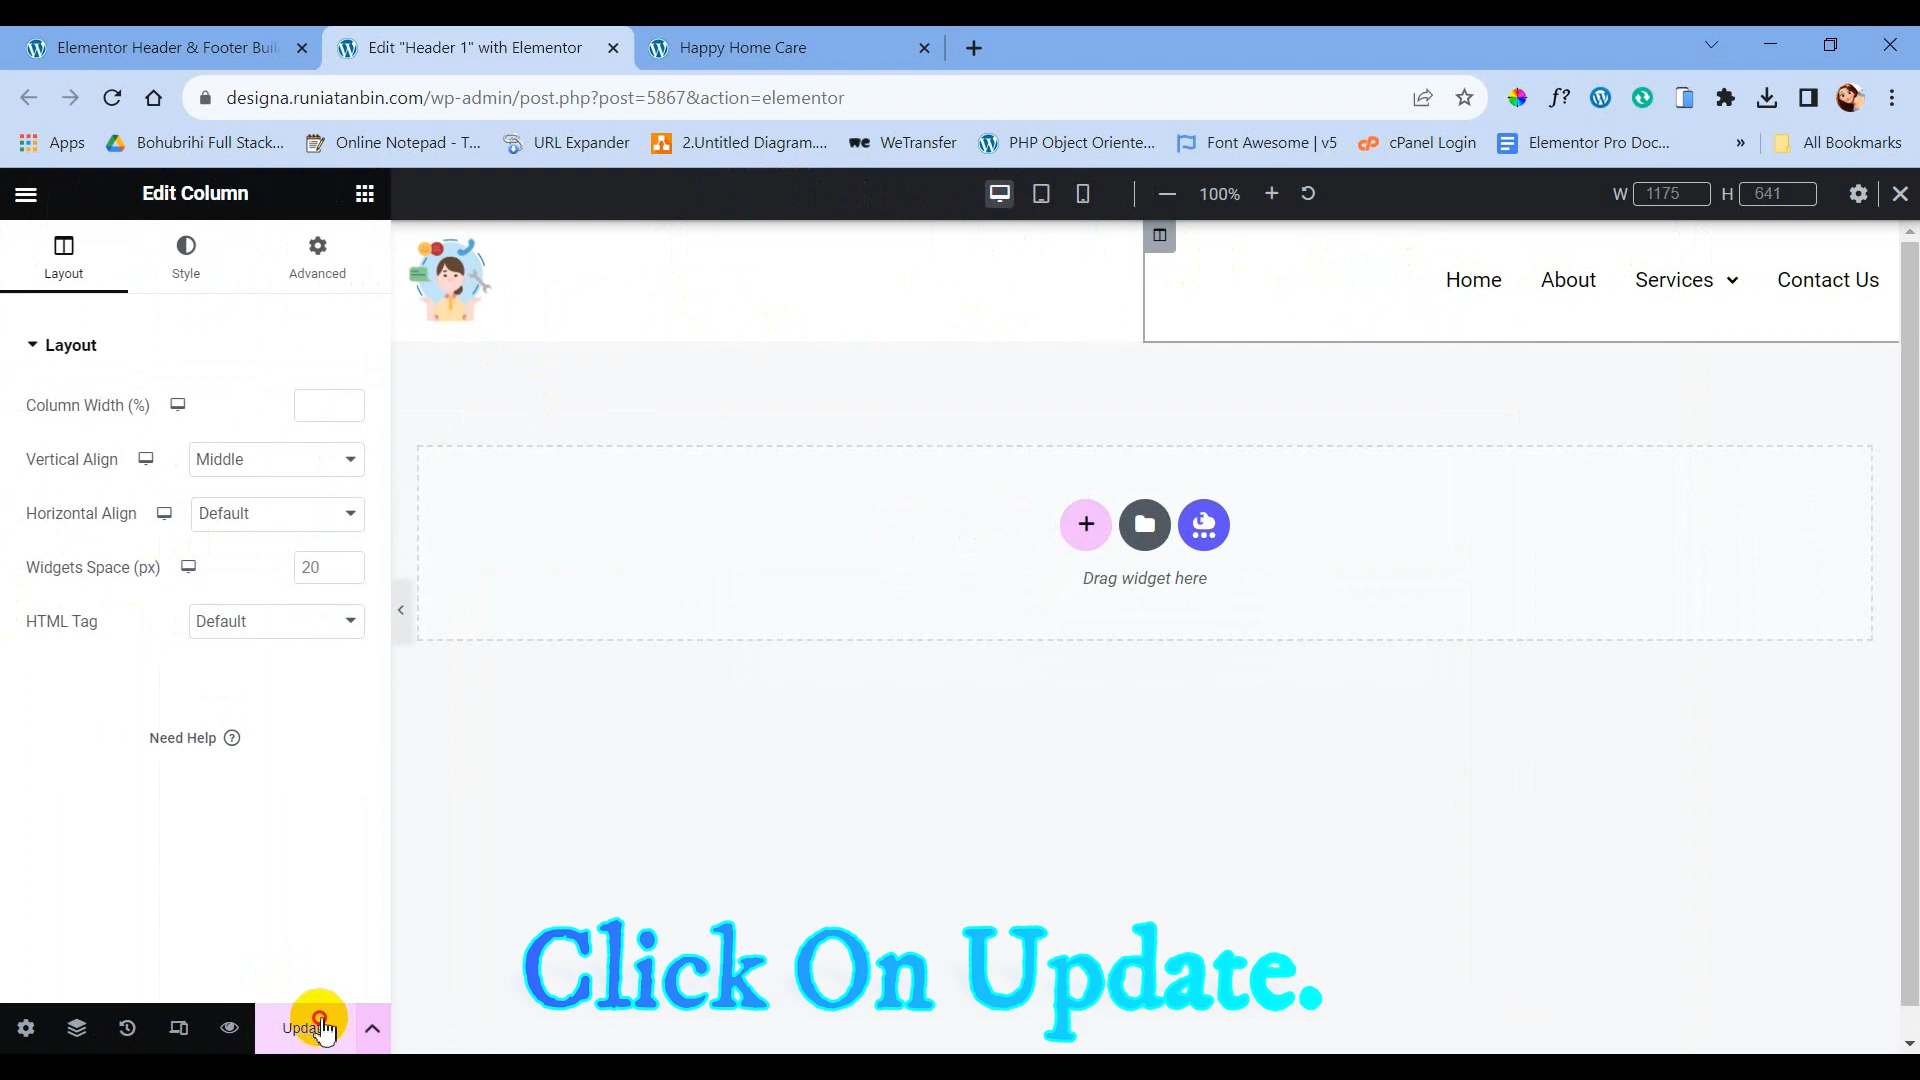 Elementor Header & Footer Buil
Edit "Header 1" with Elementor
Happy Home Care
designa.runiatanbin.com/wp-admin/post.php?post=5867&action=elementor
f?
Apps
Bohubrihi Full Stack...
Online Notepad - T...
URL Expander
2.Untitled Diagram....
WeTransfer
PHP Object Oriente...
Font Awesome | v5
cPanel Login
Elementor Pro Doc...
»
All Bookmarks
Edit Column
100%
W 1175
H 641
Layout
Style
Advanced
Home
About
Services
Contact Us
Layout
Column Width (%)
Vertical Align
Middle
Horizontal Align
Default
Widgets Space (px)
20
HTML Tag
Default
Drag widget here
Need Help
Click On Update.
Updat